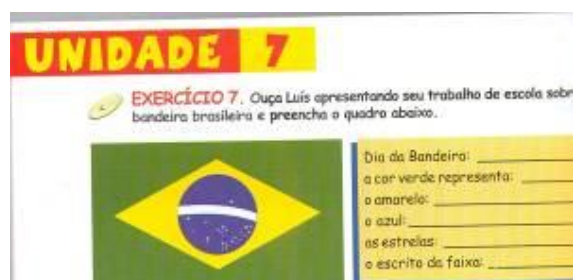 UNIDADE 7
EXERCÍCIO 7. Ouça Luís apresentando seu trabalho de escola sobr
bandeira brasileira e preencha o quadro abaixo.
Dia da Bandeira:
a cor verde representa:
o amarelo:
o azul:
as estrelas:
o escrito da faixa: